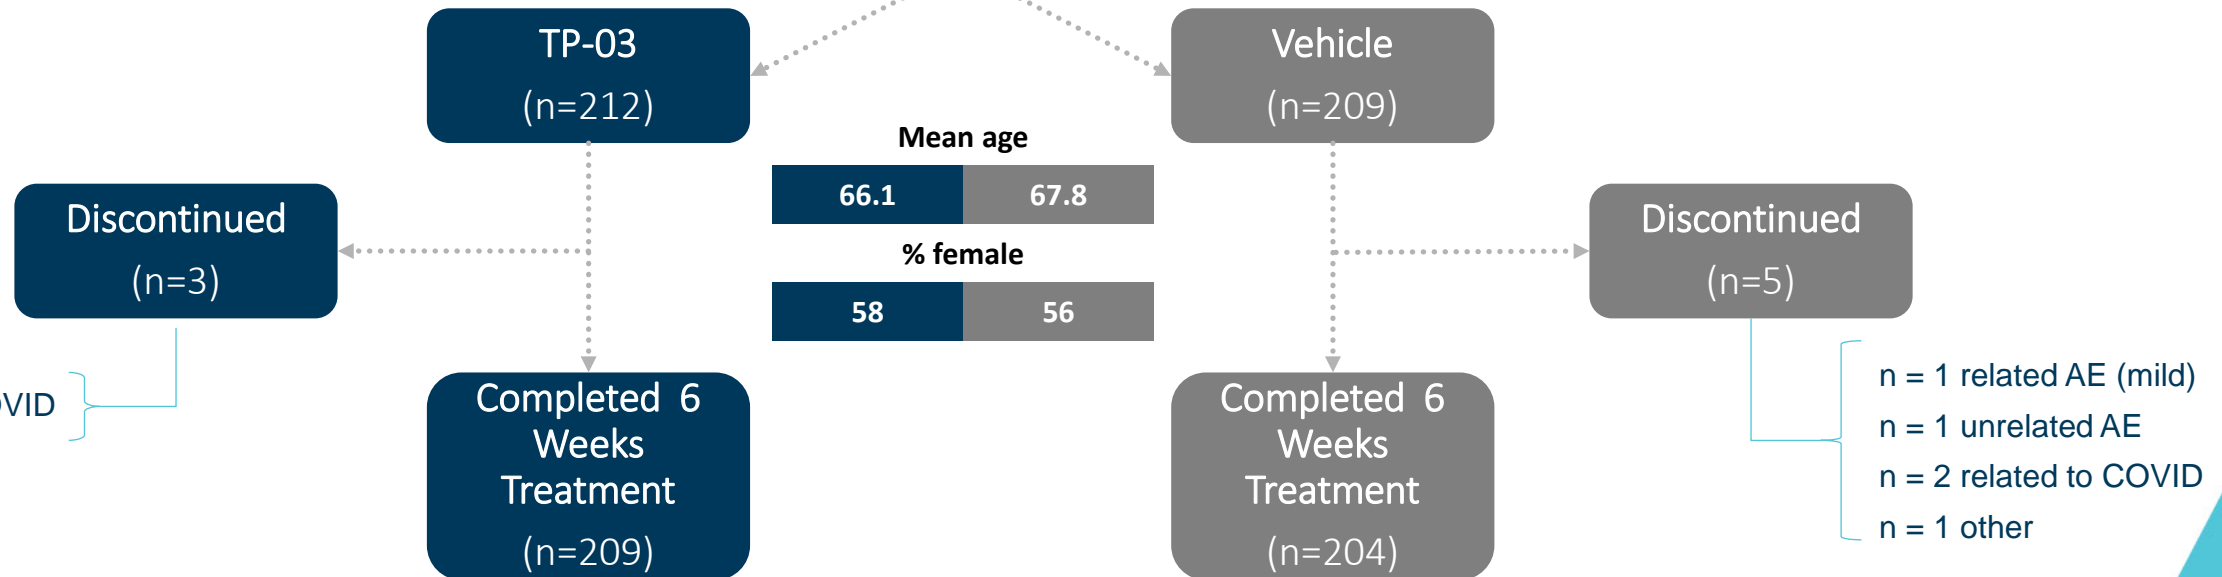 TP-03
(n=212)
Vehicle
(n=209)
Mean age
66.1 67.8
% female
58 56
Discontinued
(n=3)
Discontinued
(n=5)
Completed 6
Weeks
Treatment
(n=209)
Completed 6
Weeks
Treatment
(n=204)
n = 1 related AE (mild)
n = 1 unrelated AE
n = 2 related to COVID
n = 1 other